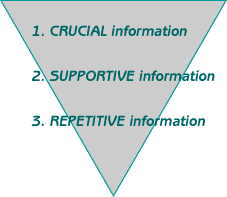 1. CRUCIAL information
2. SUPPORTIVE information
3. REPETITIVE information